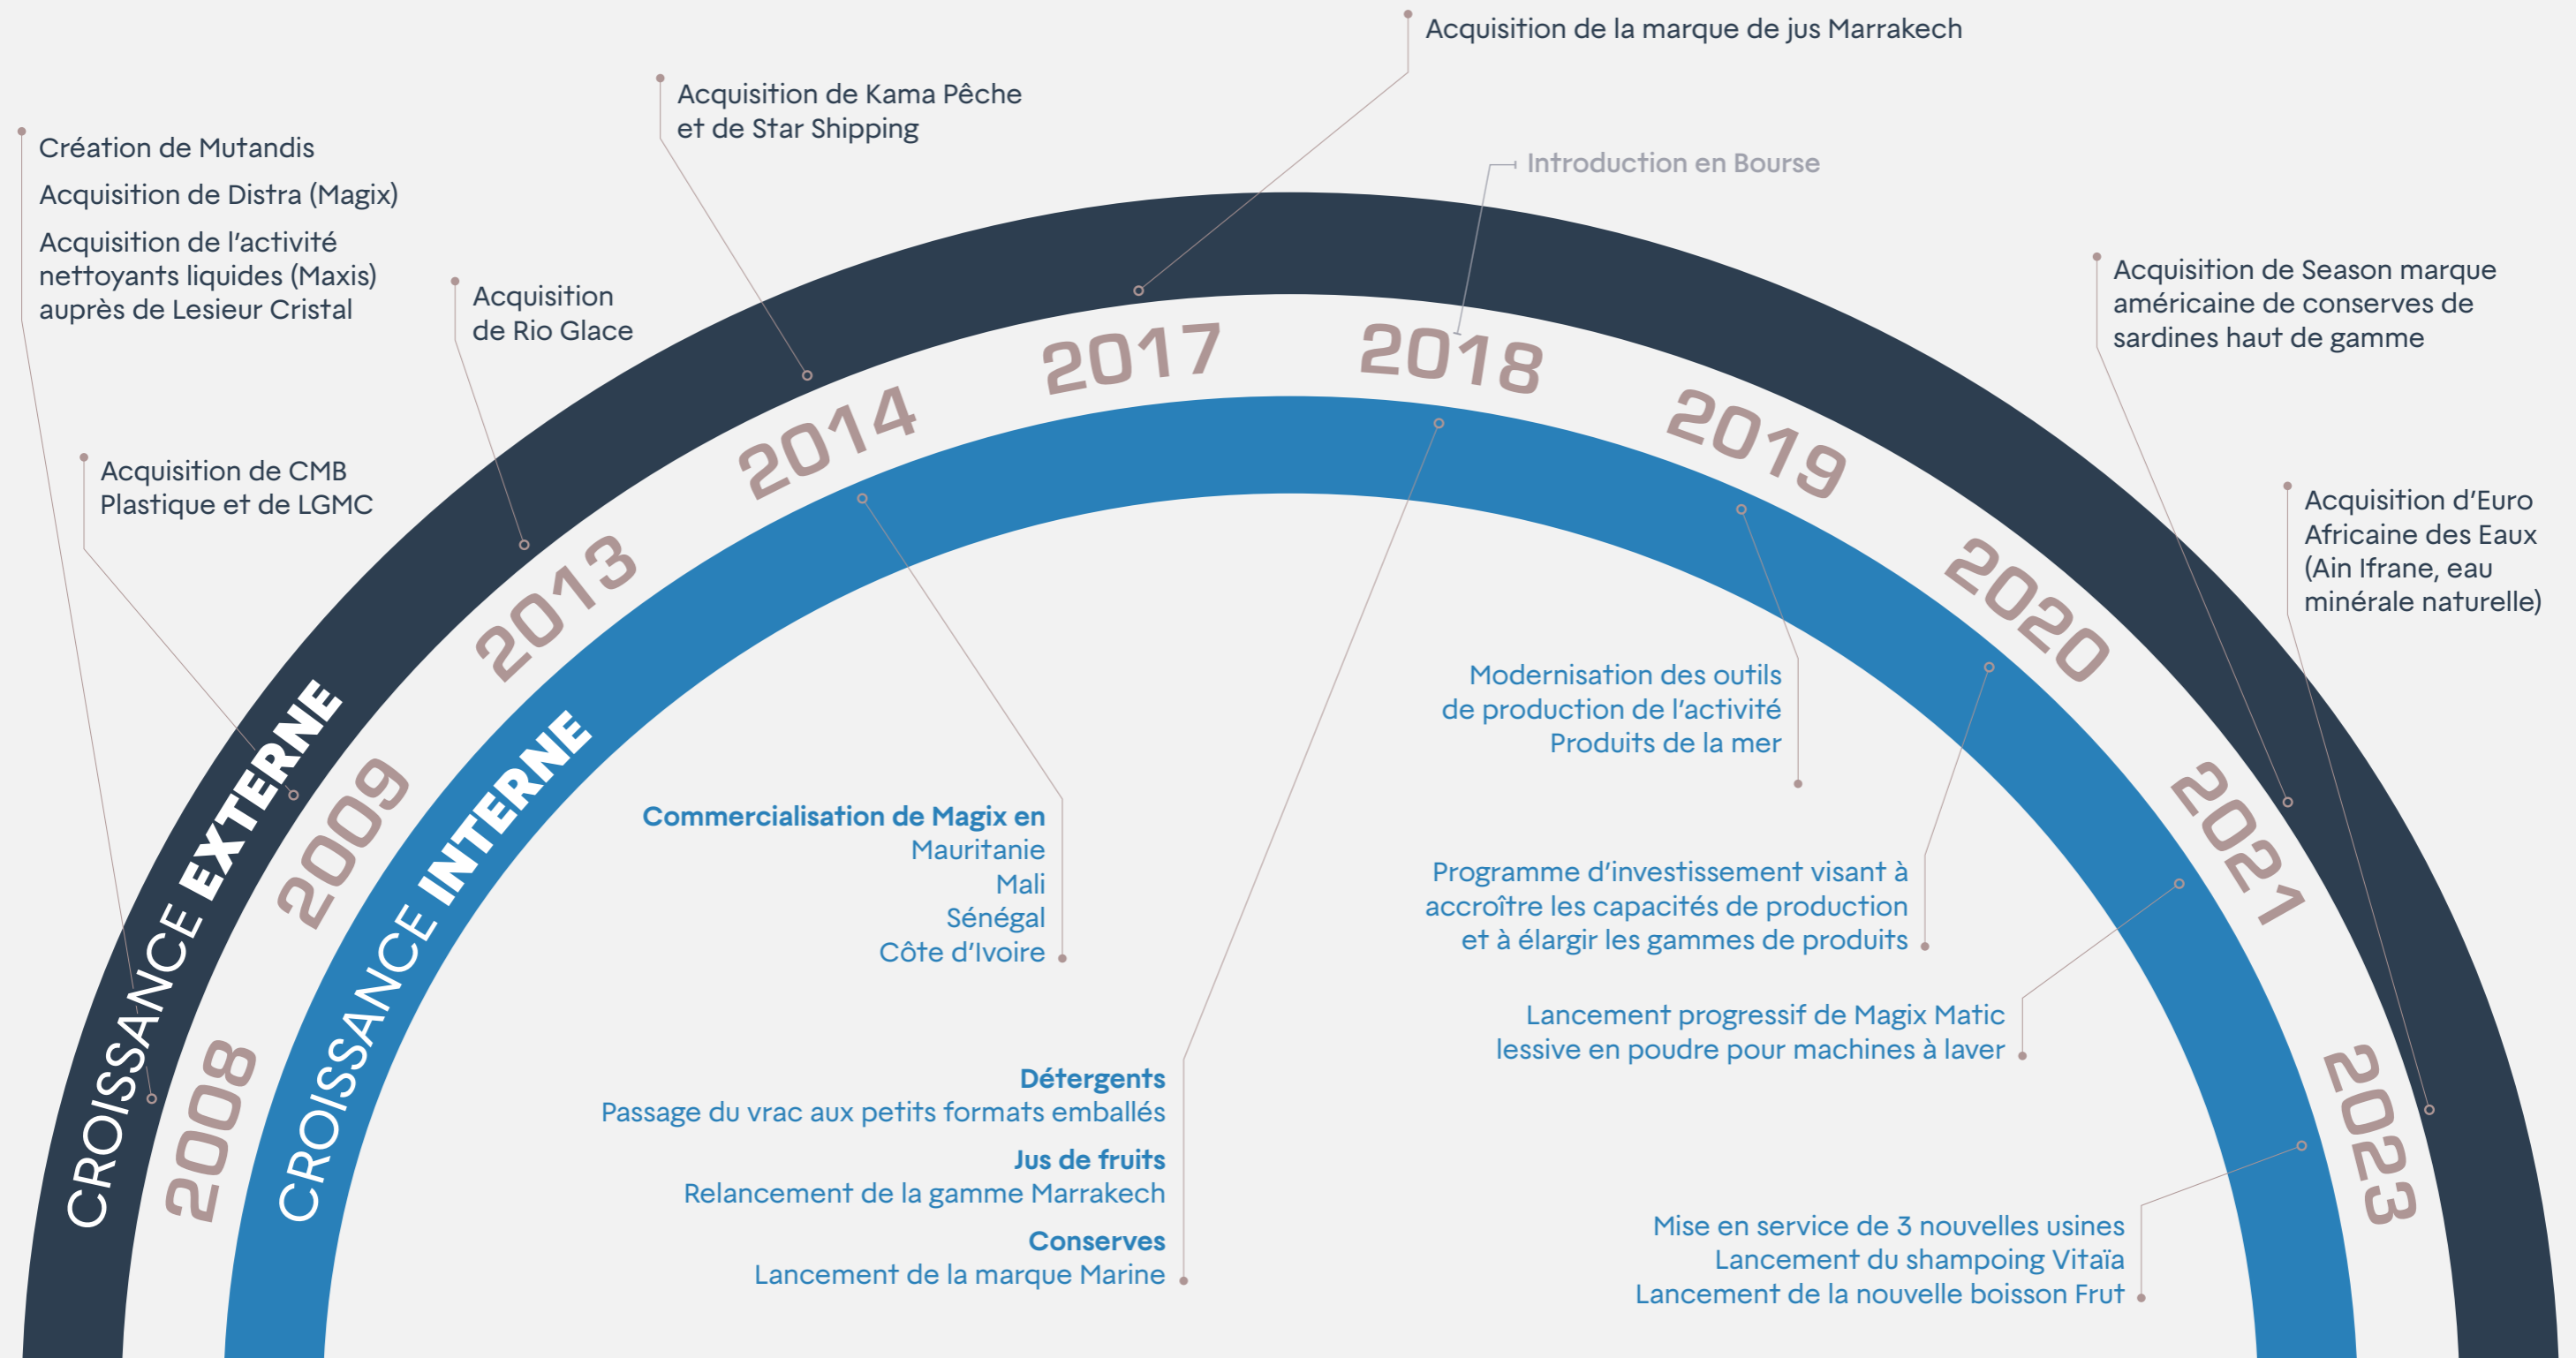 Création de Mutandis
Acquisition de Distra (Magix)
Acquisition de l’activité
nettoyants liquides (Maxis)
auprès de Lesieur Cristal
Acquisition de CMB
Plastique et de LGMC
Acquisition
de Rio Glace
Acquisition de Kama Pêche
et de Star Shipping
Acquisition de la marque de jus Marrakech
Introduction en Bourse
Acquisition de Season marque
américaine de conserves de
sardines haut de gamme
Acquisition d’Euro
Africaine des Eaux
(Ain Ifrane, eau
minérale naturelle)
CROISSANCE EXTERNE
2008
2009
2013
2014
2017
2018
2019
2020
2021
2023
CROISSANCE INTERNE
Commercialisation de Magix en
Mauritanie
Mali
Sénégal
Côte d’Ivoire
Détergents
Passage du vrac aux petits formats emballés
Jus de fruits
Relancement de la gamme Marrakech
Conserves
Lancement de la marque Marine
Modernisation des outils
de production de l’activité
Produits de la mer
Programme d’investissement visant à
accroître les capacités de production
et à élargir les gammes de produits
Lancement progressif de Magix Matic
lessive en poudre pour machines à laver
Mise en service de 3 nouvelles usines
Lancement du shampoing Vitaïa
Lancement de la nouvelle boisson Frut